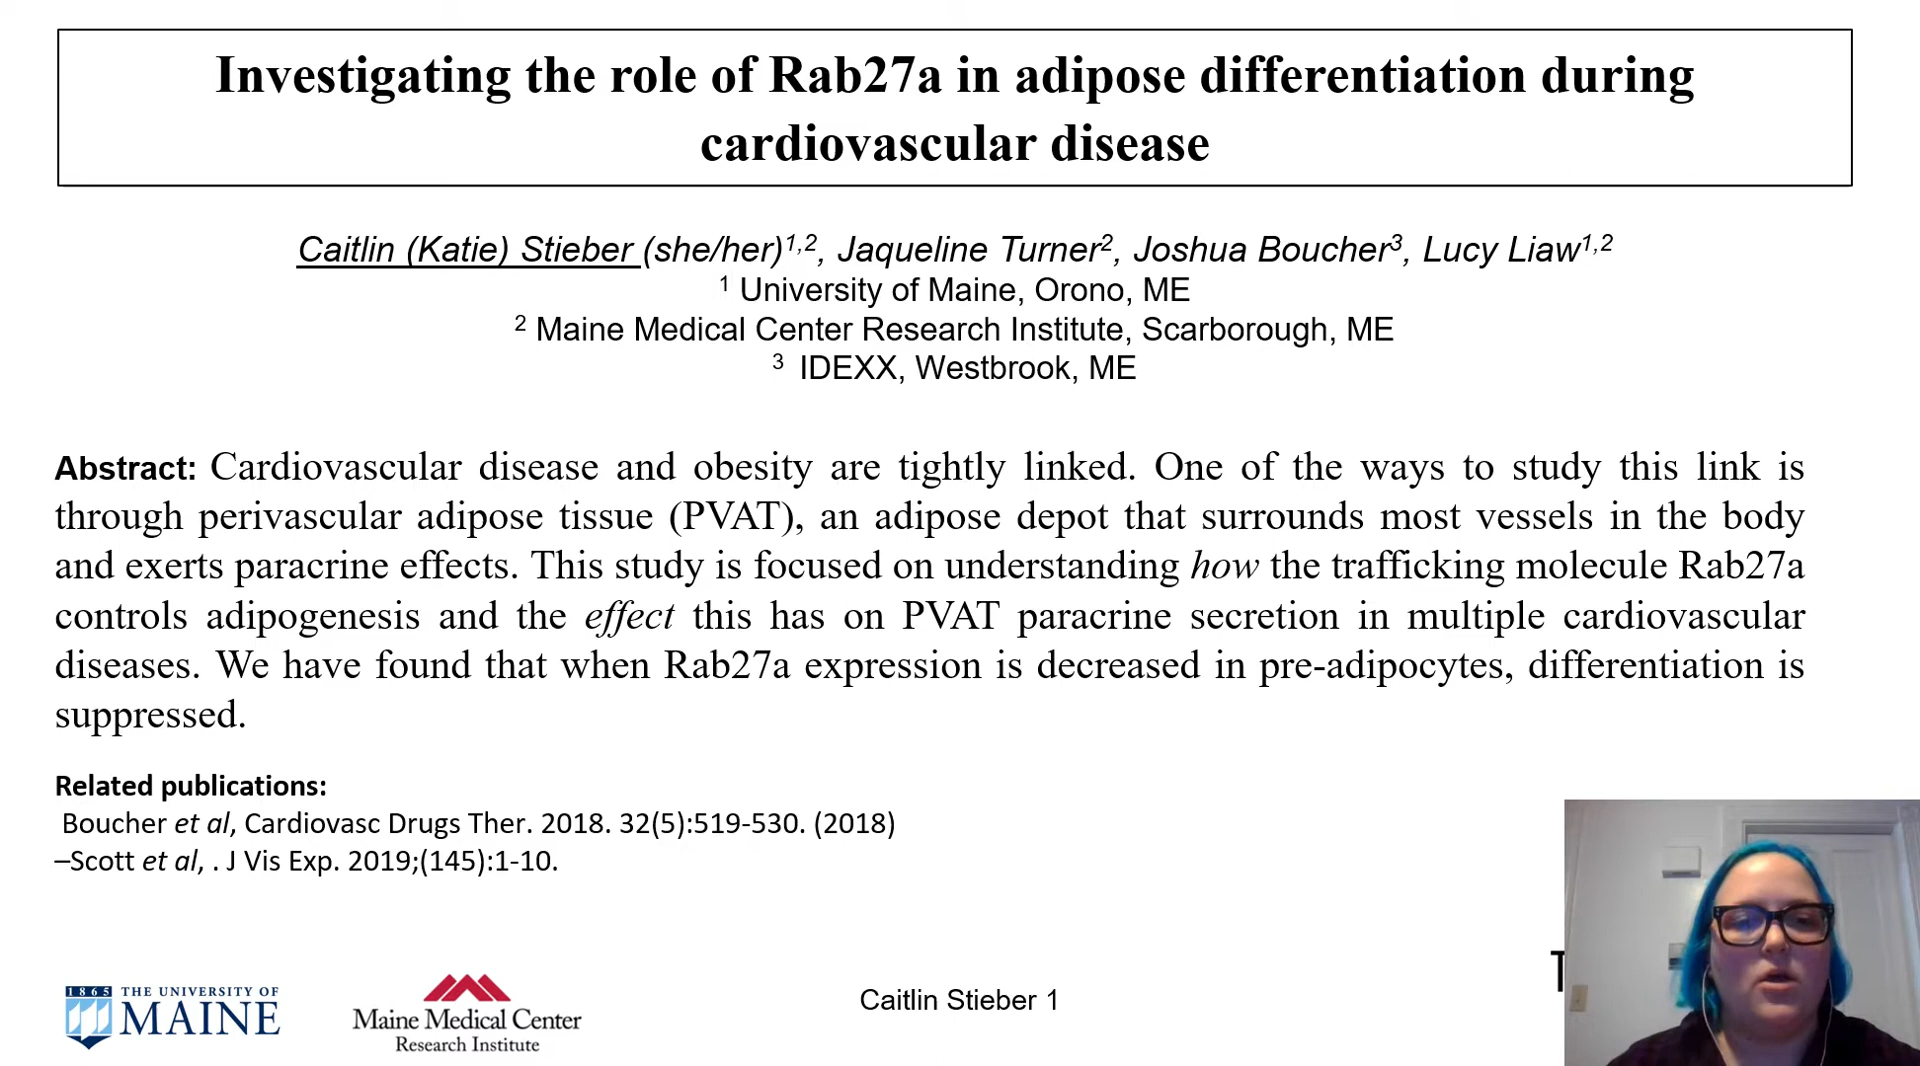 Investigating the role of Rab27a in adipose differentiation during
cardiovascular disease
Caitlin (Katie) Stieber (she/her)1,2, Jaqueline Turner2, Joshua Boucher3, Lucy Liaw1,2
1 University of Maine, Orono, ME
2 Maine Medical Center Research Institute, Scarborough, ME
3 IDEXX, Westbrook, ME
Abstract: Cardiovascular disease and obesity are tightly linked. One of the ways to study this link is
through perivascular adipose tissue (PVAT), an adipose depot that surrounds most vessels in the body
and exerts paracrine effects. This study is focused on understanding how the trafficking molecule Rab27a
controls adipogenesis and the effect this has on PVAT paracrine secretion in multiple cardiovascular
diseases. We have found that when Rab27a expression is decreased in pre-adipocytes, differentiation is
suppressed.
Related publications:
Boucher et al, Cardiovasc Drugs Ther. 2018. 32(5):519-530. (2018)
–Scott et al, . J Vis Exp. 2019;(145):1-10.
1865 THE UNIVERSITY OF
MAINE
Maine Medical Center
Research Institute
Caitlin Stieber 1
T